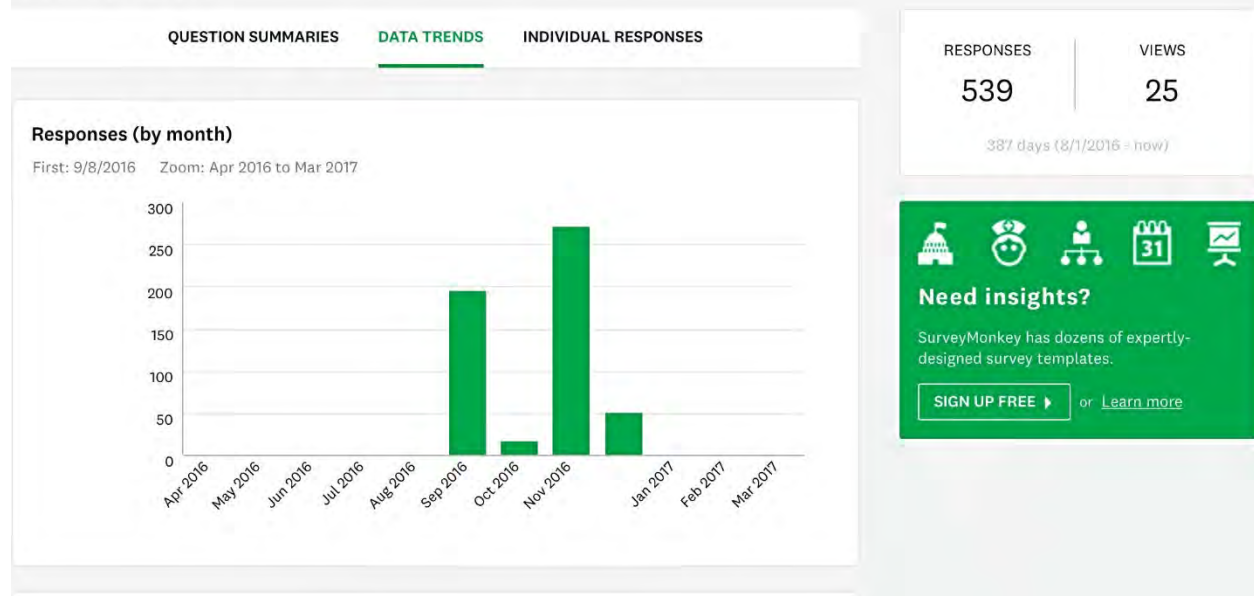 QUESTION SUMMARIES DATA TRENDS INDIVIDUAL RESPONSES
Responses (by month)
First: 9/8/2016 Zoom: Apr 2016 to Mar 2017
300
250
200
150
100
50
0
Apr 2016
May 2016
Jun 2016
Jul 2016
Aug 2016
Sep 2016
Oct 2016
Nov 2016
Jan 2017
Feb 2017
Mar 2017
RESPONSES VIEWS
539 25
387 days (8/1/2016 - now)
31
Need insights?
SurveyMonkey has dozens of expertly-
designed survey templates.
SIGN UP FREE or Learn more